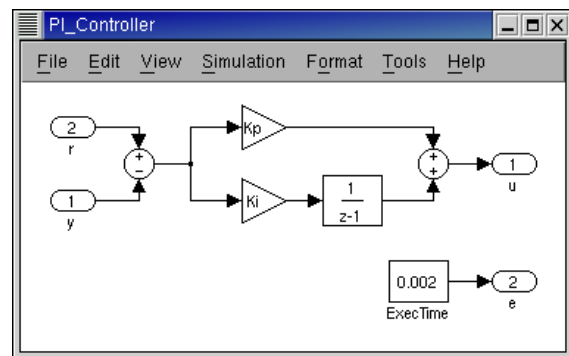 PI_Controller
File Edit View Simulation Format Tools Help
2
r
+
−
1
y
Kp
Ki
1
z-1
+
+
1
u
0.002
ExecTime
2
e